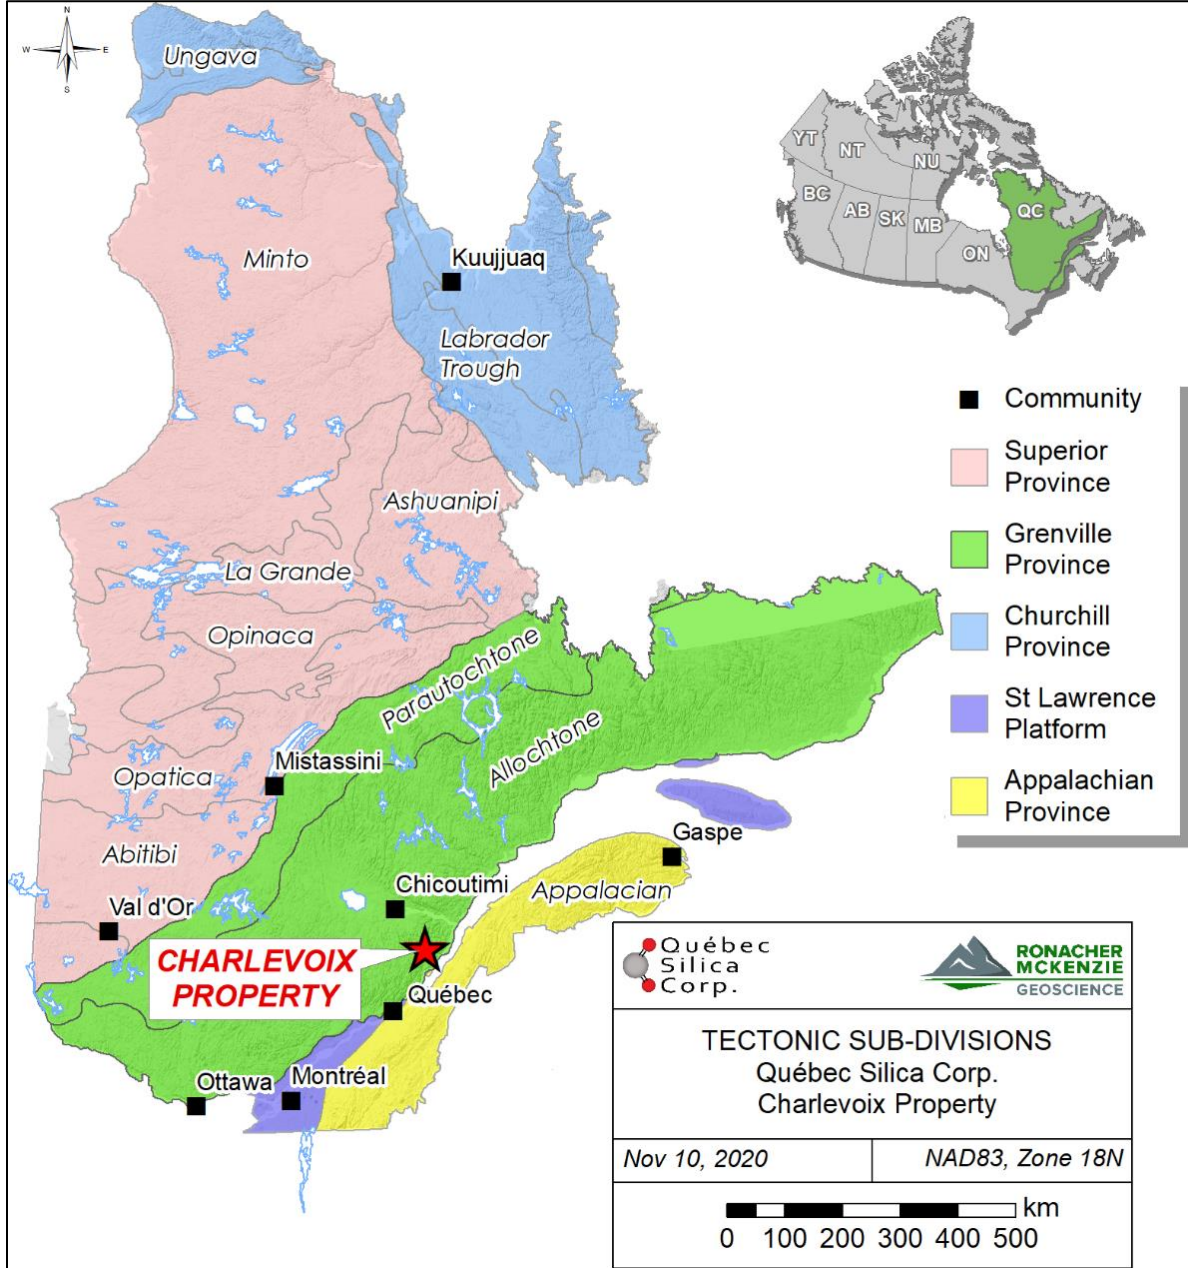 N
W
E
S
Ungava
Minto
Kuujjuaq
Labrador
Trough
Ashuanipi
La Grande
Opinaca
Parautochtone
Allochtone
Mistassini
Opatica
Abitibi
Val d'Or
Chicoutimi
Gaspe
Appalacian
CHARLEVOIX
PROPERTY
Québec
Ottawa
Montréal
YT
NT
NU
BC
AB
SK
MB
ON
QC
Community
Superior
Province
Grenville
Province
Churchill
Province
St Lawrence
Platform
Appalachian
Province
Québec
Silica
Corp.
RONACHER
MCKENZIE
GEOSCIENCE
TECTONIC SUB-DIVISIONS
Québec Silica Corp.
Charlevoix Property
Nov 10, 2020
NAD83, Zone 18N
km
0 100 200 300 400 500